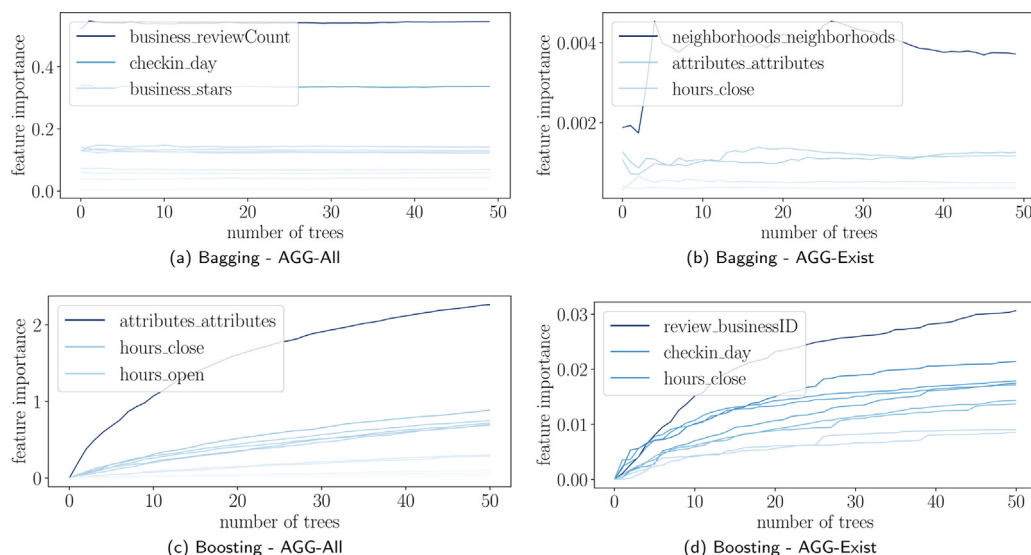 business_reviewCount
checkin_day
business_stars
feature importance
0.4
0.2
0.0
0 10 20 30 40 50
number of trees
(a) Bagging - AGG-All
neighborhoods_neighborhoods
attributes_attributes
hours_close
feature importance
0.004
0.002
0 10 20 30 40 50
number of trees
(b) Bagging - AGG-Exist
attributes_attributes
hours_close
hours_open
feature importance
2
1
0
0 10 20 30 40 50
number of trees
(c) Boosting - AGG-All
review_businessID
checkin_day
hours_close
feature importance
0.03
0.02
0.01
0.00
0 10 20 30 40 50
number of trees
(d) Boosting - AGG-Exist